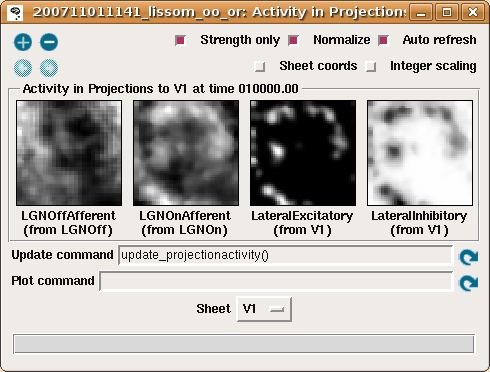 200711011141_lissom_oo_or: Activity in Projections
Strength only Normalize Auto refresh
Sheet coords Integer scaling
Activity in Projections to V1 at time 010000.00
LGNOffAfferent LGNOnAfferent LateralExcitatory LateralInhibitory
(from LGNOff) (from LGNOn) (from V1) (from V1)
Update command update_projectionactivity()
Plot command
Sheet V1